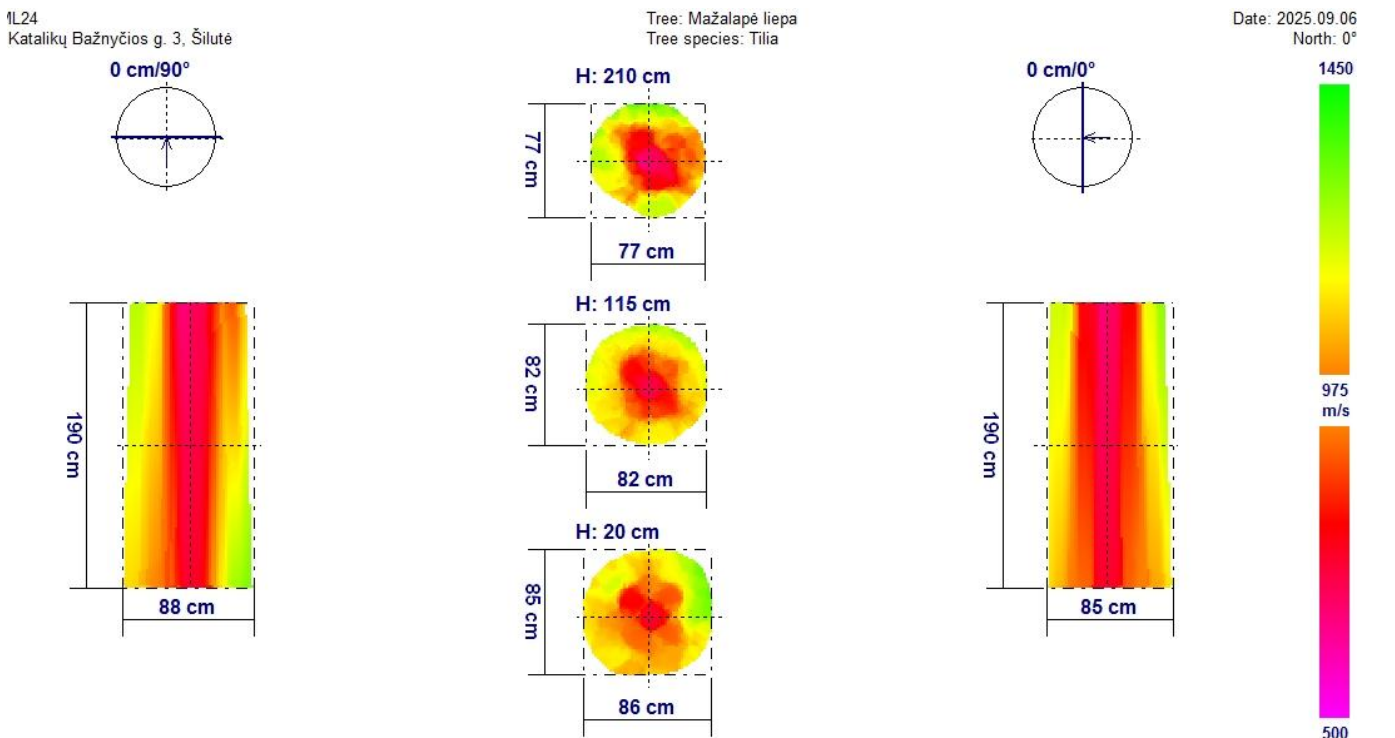 ML24
Katalikų Bažnyčios g. 3, Šilutė
Tree: Mažalapė liepa
Tree species: Tilia
Date: 2025.09.06
North: 0°
0 cm/90°
H: 210 cm
0 cm/0°
1450
77 cm
77 cm
H: 115 cm
82 cm
190 cm
190 cm
975
m/s
82 cm
H: 20 cm
85 cm
88 cm
85 cm
86 cm
500